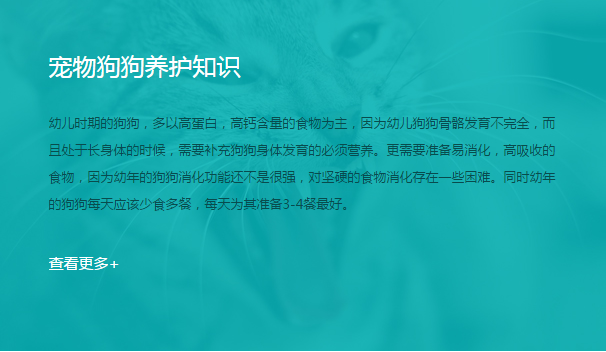 宠物狗狗养护知识
幼儿时期的狗狗，多以高蛋白，高钙含量的食物为主，因为幼儿狗狗骨骼发育不完全，而
且处于长身体的时候，需要补充狗狗身体发育的必须营养。更需要准备易消化，高吸收的
食物，因为幼年的狗狗消化功能还不是很强，对坚硬的食物消化存在一些困难。同时幼年
的狗狗每天应该少食多餐，每天为其准备3-4餐最好。
查看更多+